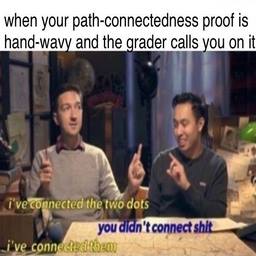 when your path-connectedness proof is
hand-wavy and the grader calls you on it
i've connected the two dots
you didn't connect shit
i've connected them